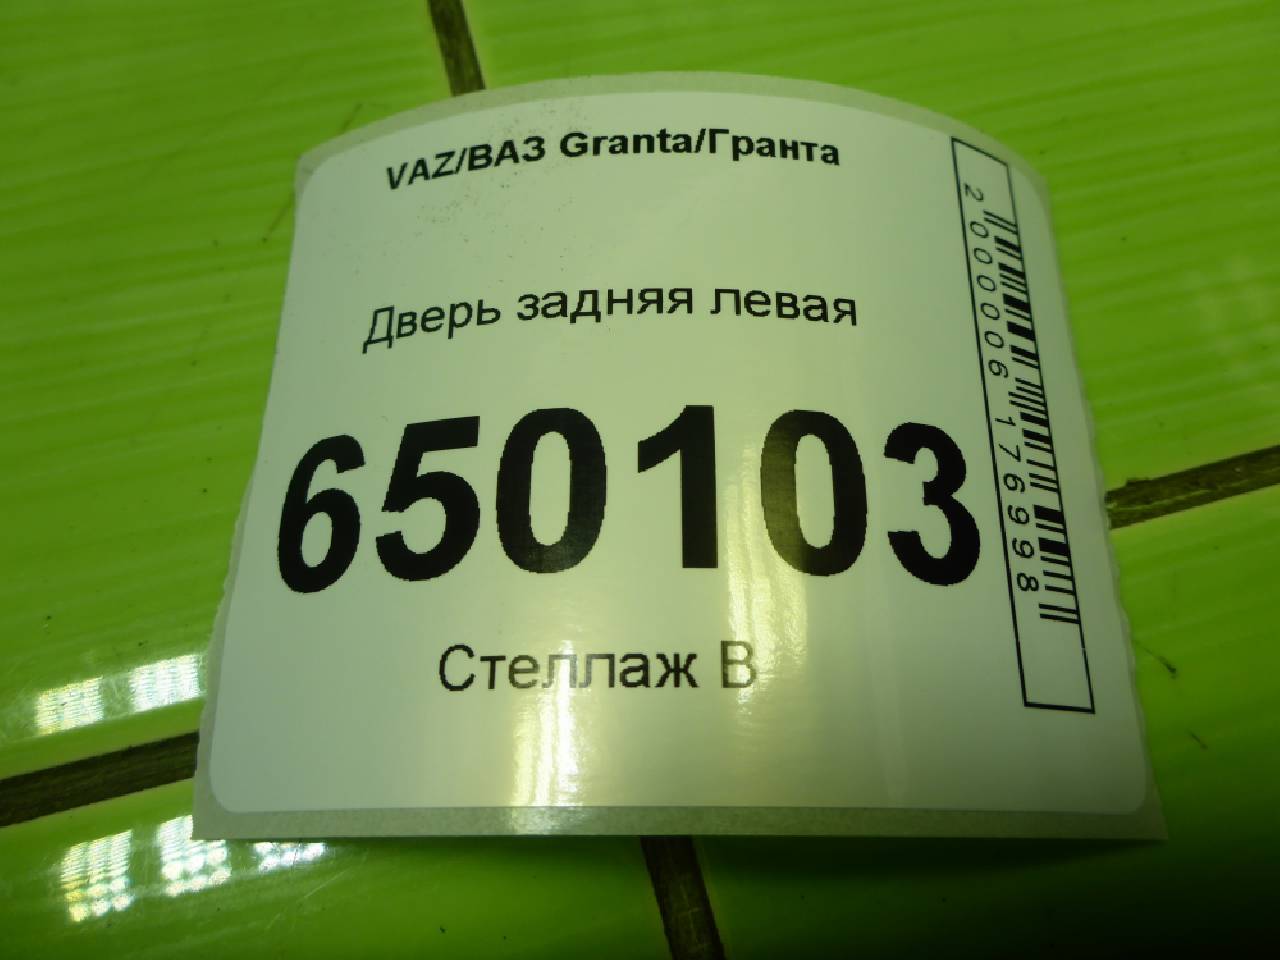 VAZ/ВАЗ Granta/Гранта
Дверь задняя левая
650103
Стеллаж В
2000006176998